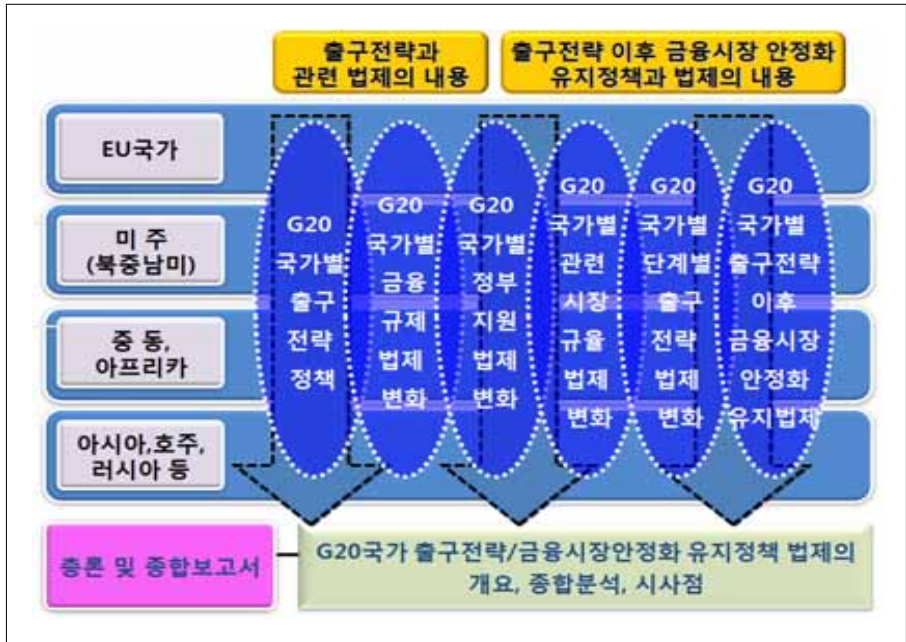 출구전략과
관련 법제의 내용
출구전략 이후 금융시장 안정화
유지정책과 법제의 내용
EU국가
미 주
(북중남미)
중 동,
아프리카
아시아,호주,
러시아 등
G20
국가별
출구
전략
정책
G20
국가별
금융
규제
법제
변화
G20
국가별
정부
지원
법제
변화
G20
국가별
관련
시장
규율
법제
변화
G20
국가별
단계별
출구
전략
법제
변화
G20
국가별
출구전략
이후
금융시장
안정화
유지법제
총론 및 종합보고서
G20국가 출구전략/금융시장안정화 유지정책 법제의
개요, 종합분석, 시사점